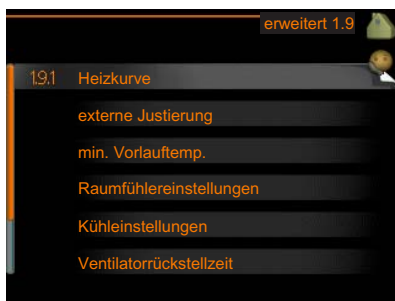 erweitert 1.9
1.9.1 Heizkurve
externe Justierung
min. Vorlauftemp.
Raumfühlereinstellungen
Kühleinstellungen
Ventilatorrückstellzeit